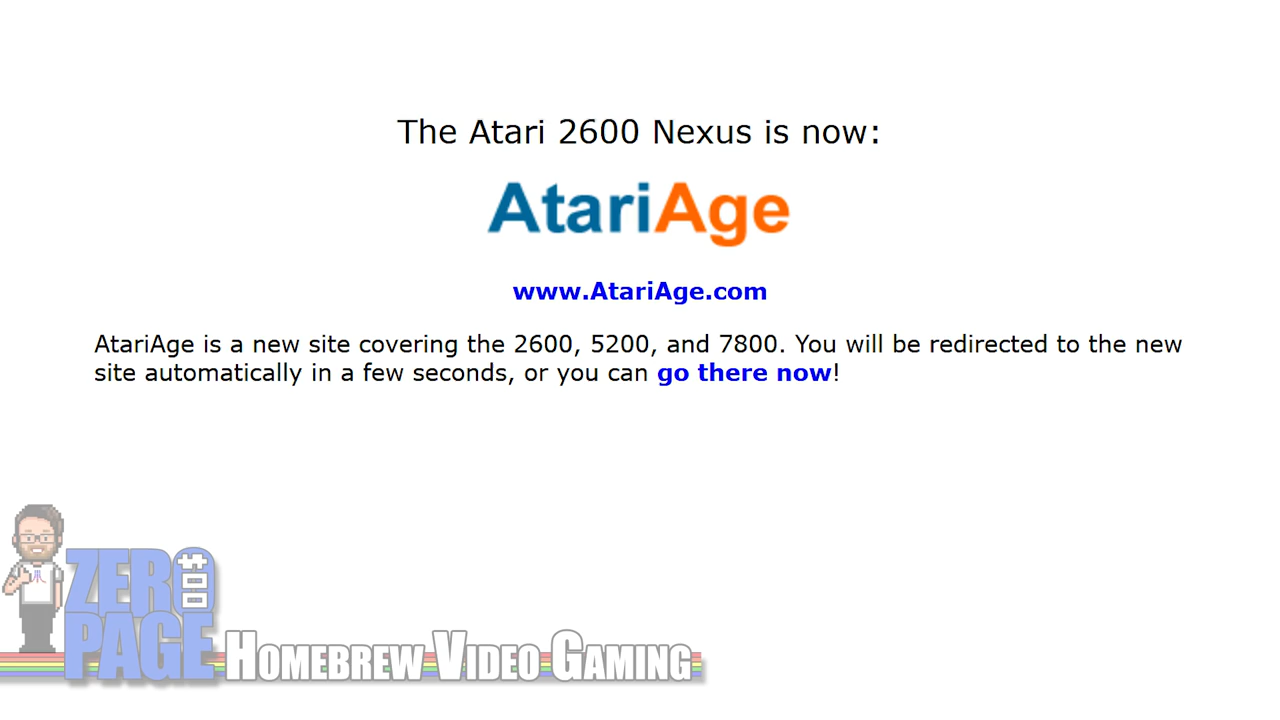 The Atari 2600 Nexus is now:
AtariAge
www.AtariAge.com
AtariAge is a new site covering the 2600, 5200, and 7800. You will be redirected to the new
site automatically in a few seconds, or you can go there now!
ZERO
$00
PAGE HOMEBREW VIDEO GAMING